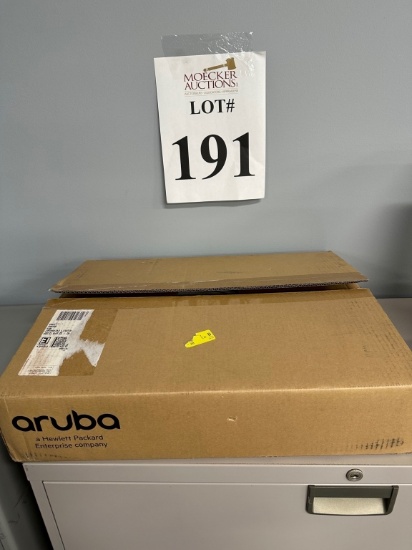 MOECKER
AUCTIONS
LOT#
191
aruba
a Hewlett Packard
Enterprise company